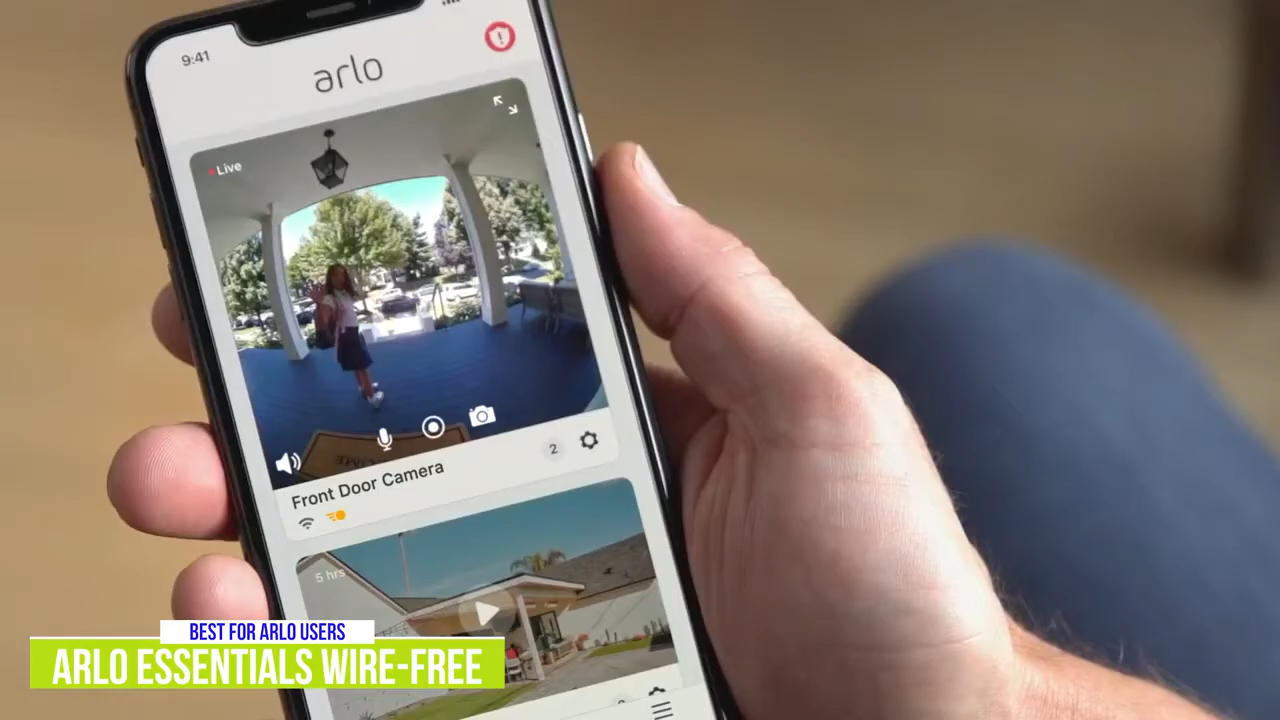 9:41
arlo
Live
Front Door Camera
2
5 hrs
BEST FOR ARLO USERS
ARLO ESSENTIALS WIRE-FREE